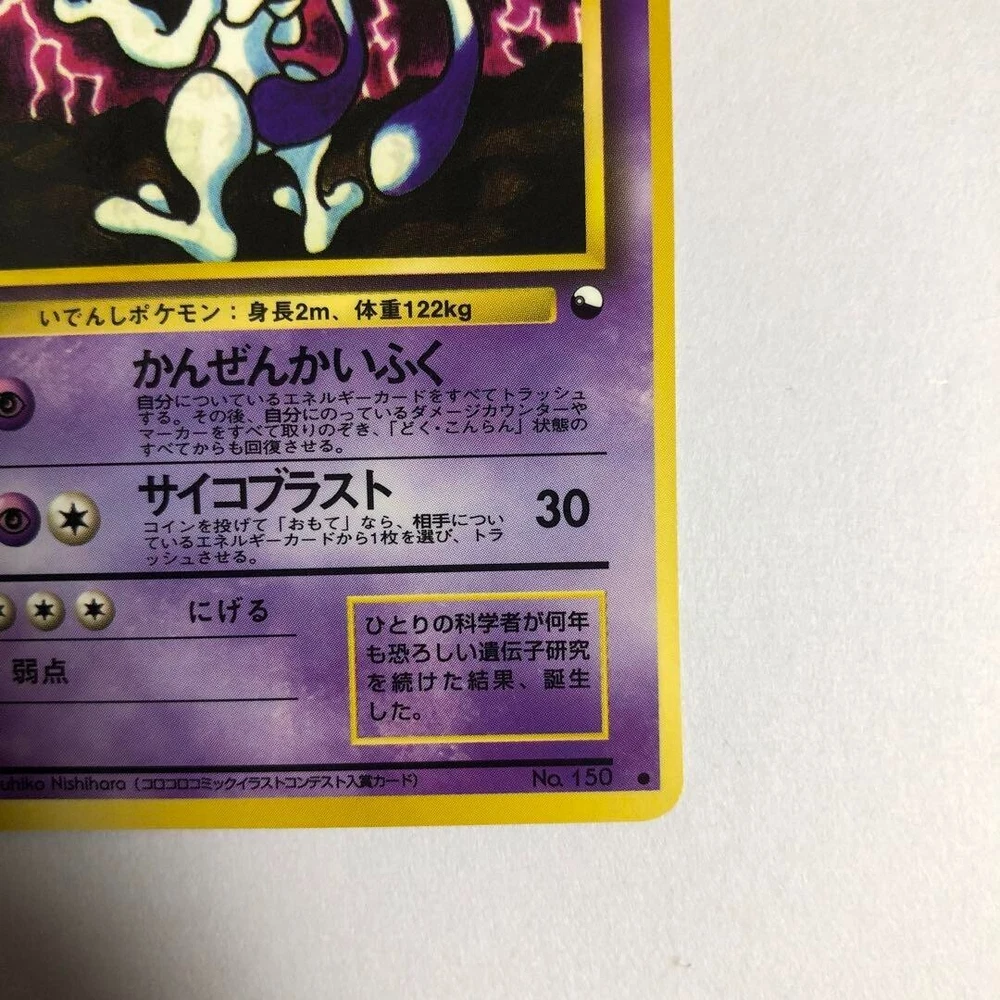 いでんしポケモン：身長2m、体重122kg
かんぜんかいふく
自分についているエネルギーカードをすべてトラッシュ
する。その後、自分にのっているダメージカウンターや
マーカーをすべて取りのぞき、「どく・こんらん」状態の
すべてからも回復させる。
サイコブラスト 30
コインを投げて「おもて」なら、相手につい
ているエネルギーカードから1枚を選び、トラ
ッシュさせる。
にげる
弱点
ひとりの科学者が何年
も恐ろしい遺伝子研究
を続けた結果、誕生
した。
uhiko Nishihara（コロコロコミックイラストコンテスト入賞カード） No. 150 ●